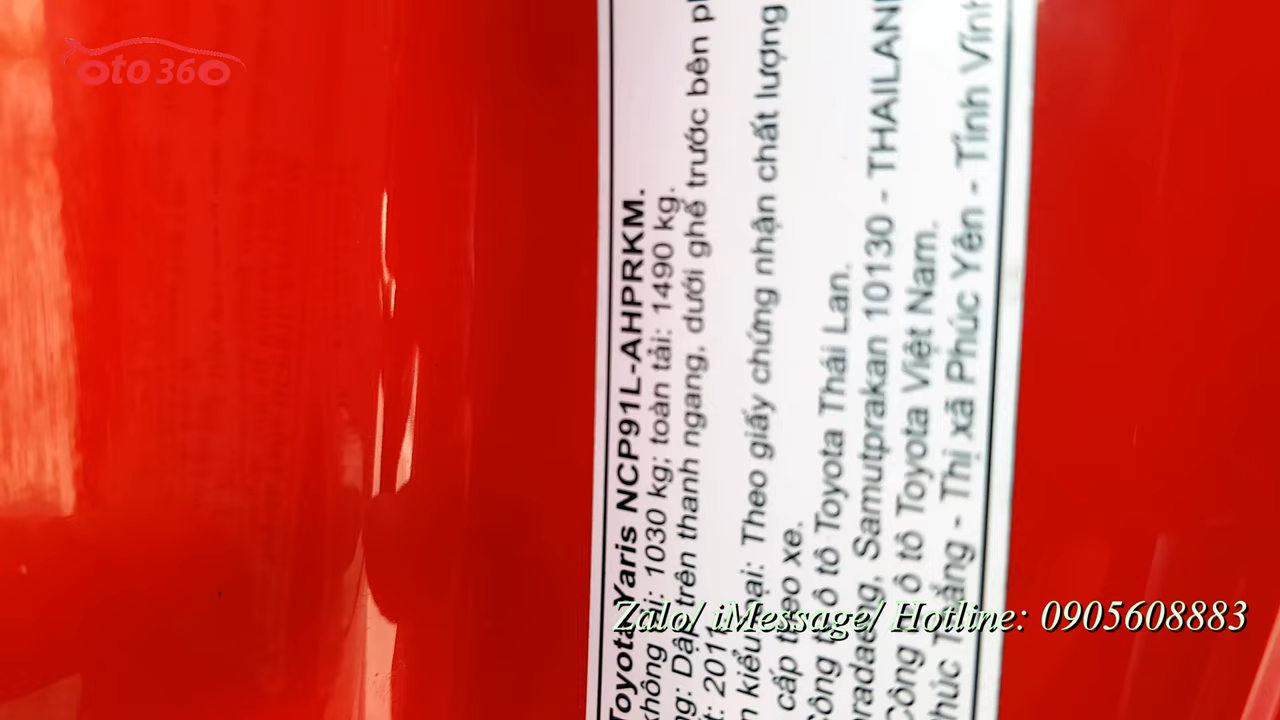 oto360
Toyota Yaris NCP91L-AHPRKM.
không tải: 1030 kg; toàn tải: 1490 kg.
Dập trên thanh ngang, dưới ghế trước bên
2011
kiểu loại: Theo giấy chứng nhận chất lượng
cấp theo xe.
Công ty ô tô Toyota Thái Lan.
Samutprakan 10130 - THAILAND
Công ty ô tô Toyota Việt Nam.
Phúc Thắng - Thị xã Phúc Yên - Tỉnh Vĩnh
Zalo/ iMessage/ Hotline: 0905608883